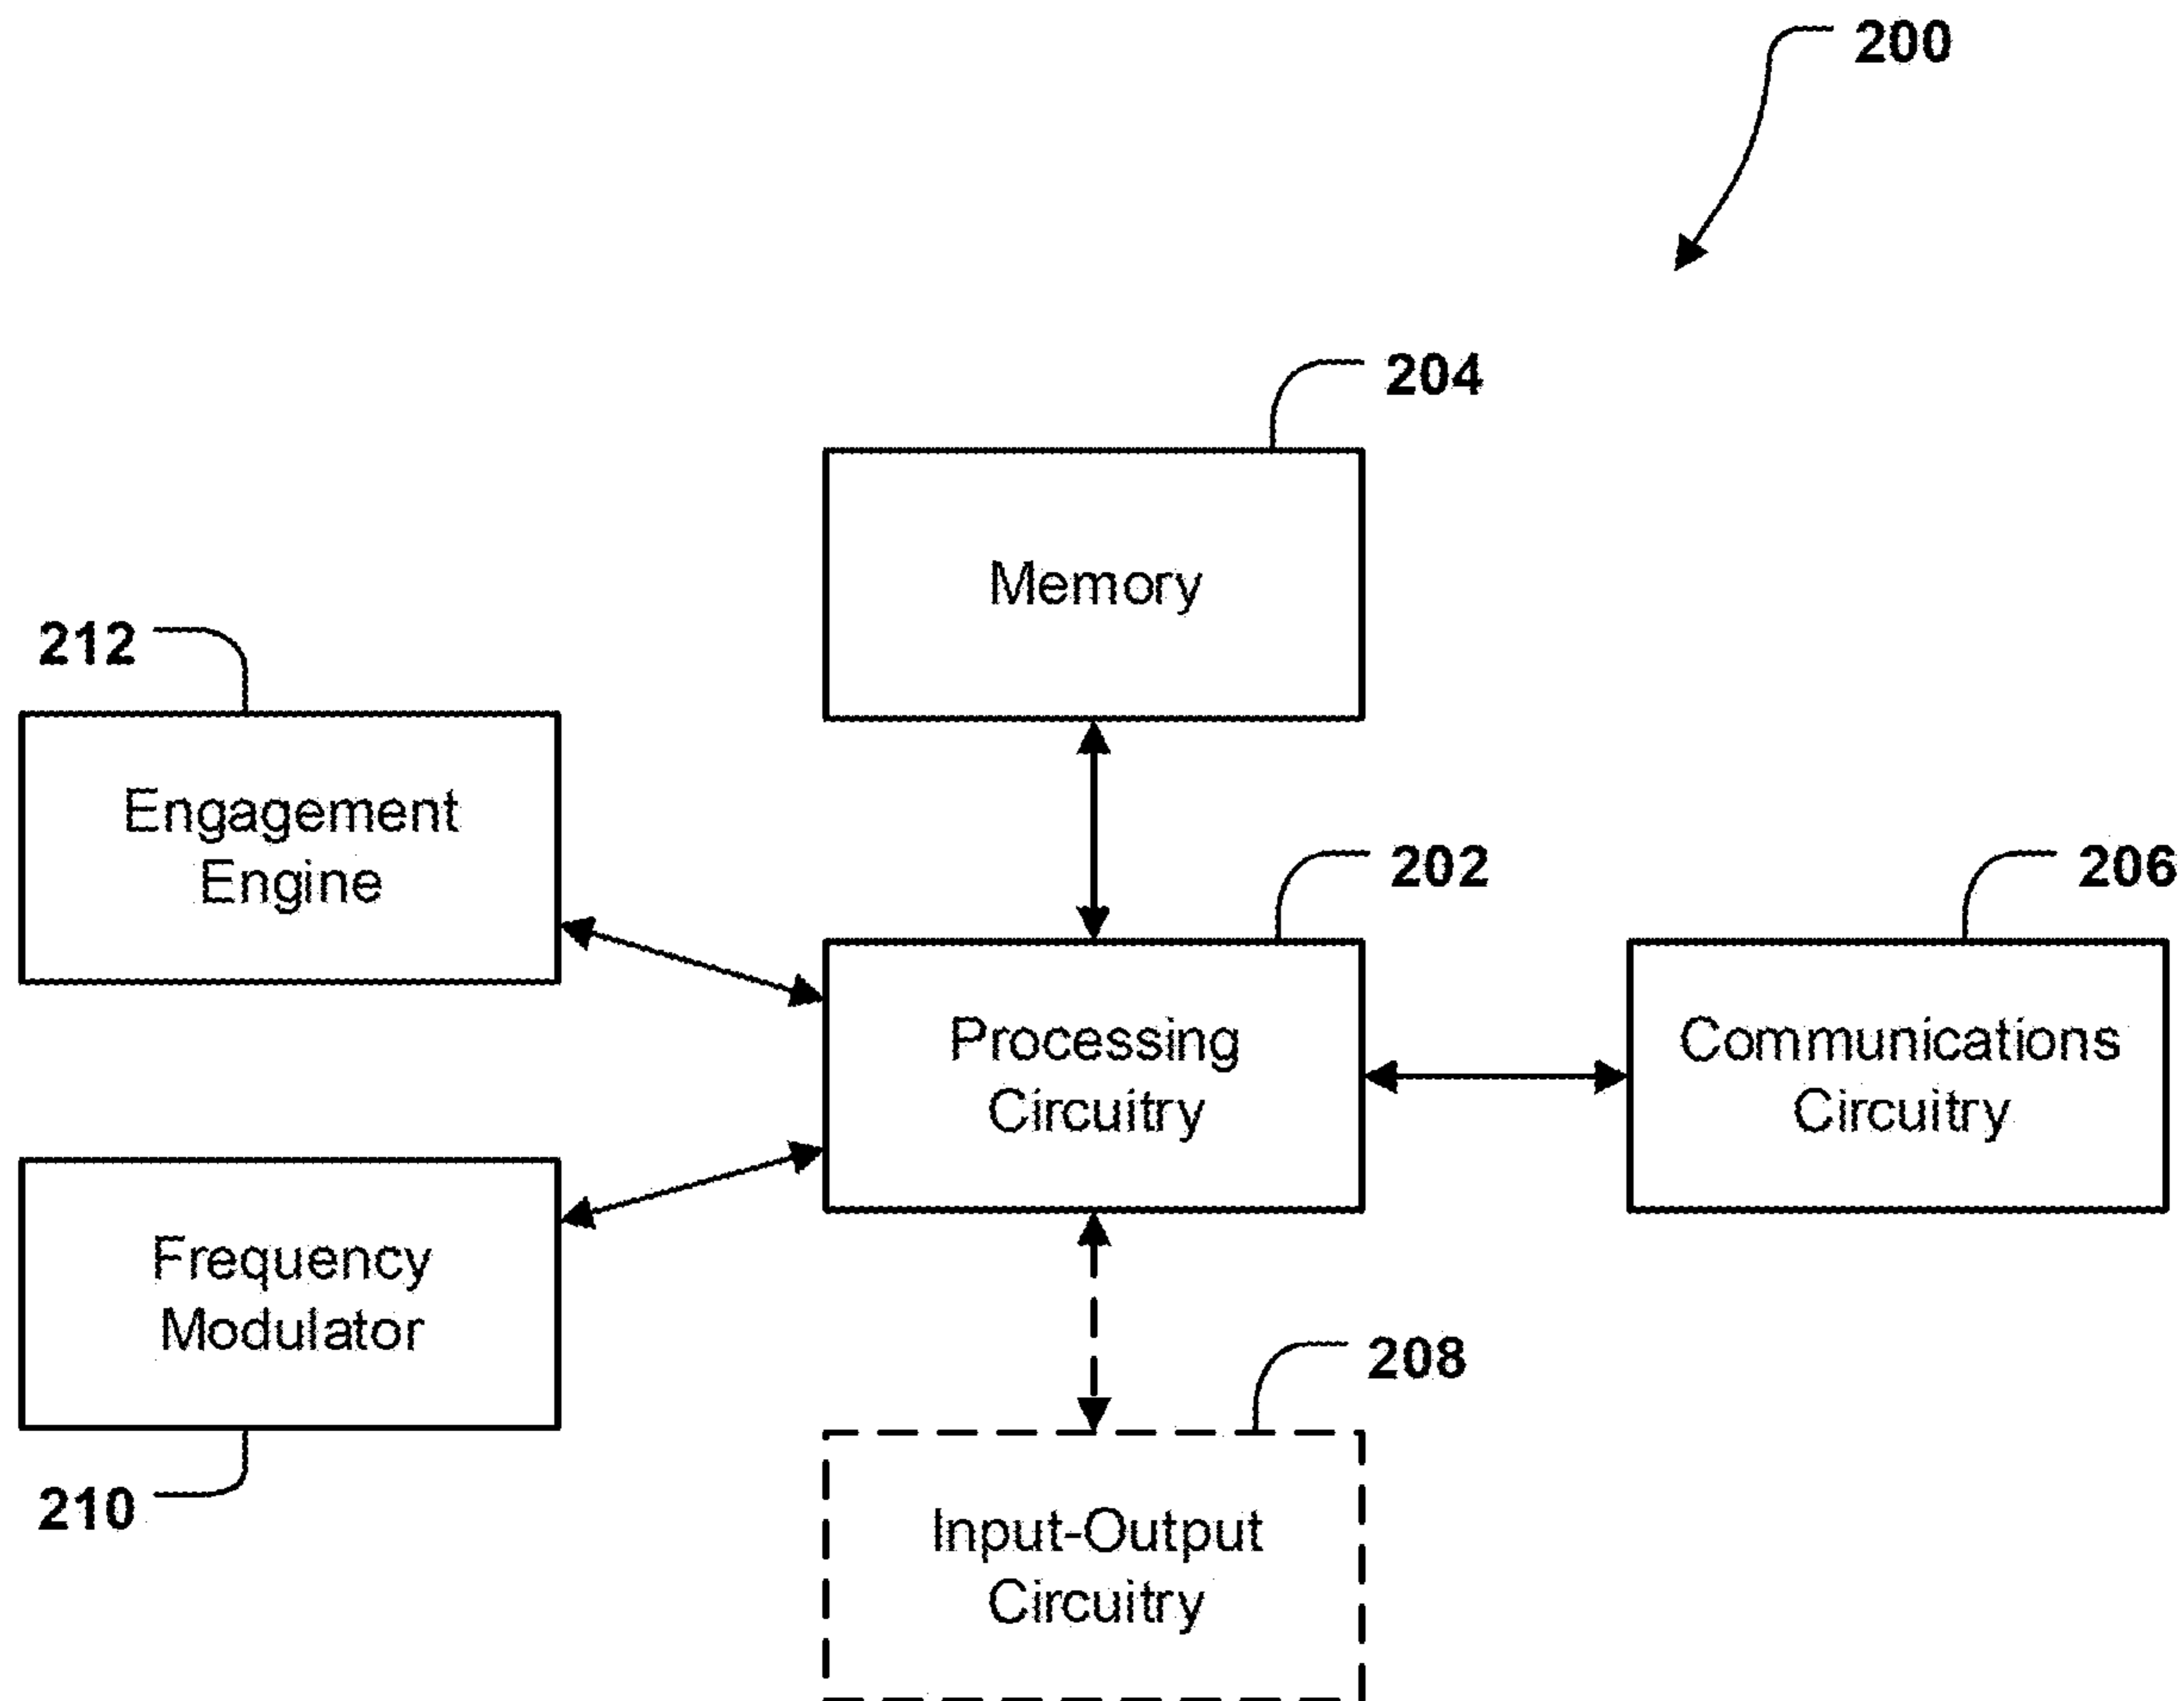 200
204
Memory
212
Engagement
Engine
202
206
Processing
Circuitry
Communications
Circuitry
Frequency
Modulator
208
210
Input-Output
Circuitry